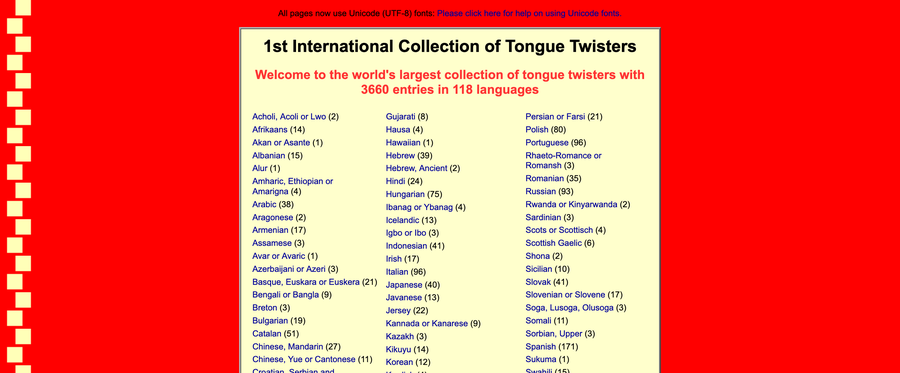 All pages now use Unicode (UTF-8) fonts: Please click here for help on using Unicode fonts.
1st International Collection of Tongue Twisters
Welcome to the world's largest collection of tongue twisters with
3660 entries in 118 languages
Acholi, Acoli or Lwo (2)
Afrikaans (14)
Akan or Asante (1)
Albanian (15)
Alur (1)
Amharic, Ethiopian or
Amarigna (4)
Arabic (38)
Aragonese (2)
Armenian (17)
Assamese (3)
Avar or Avaric (1)
Azerbaijani or Azeri (3)
Basque, Euskara or Euskera (21)
Bengali or Bangla (9)
Breton (3)
Bulgarian (19)
Catalan (51)
Chinese, Mandarin (27)
Chinese, Yue or Cantonese (11)
Croatian, Serbian and
Gujarati (8)
Hausa (4)
Hawaiian (1)
Hebrew (39)
Hebrew, Ancient (2)
Hindi (24)
Hungarian (75)
Ibanag or Ybanag (4)
Icelandic (13)
Igbo or Ibo (3)
Indonesian (41)
Irish (17)
Italian (96)
Japanese (40)
Javanese (13)
Jersey (22)
Kannada or Kanarese (9)
Kazakh (3)
Kikuyu (14)
Korean (12)
Persian or Farsi (21)
Polish (80)
Portuguese (96)
Rhaeto-Romance or
Romansh (3)
Romanian (35)
Russian (93)
Rwanda or Kinyarwanda (2)
Sardinian (3)
Scots or Scottisch (4)
Scottish Gaelic (6)
Shona (2)
Sicilian (10)
Slovak (41)
Slovenian or Slovene (17)
Soga, Lusoga, Olusoga (3)
Somali (11)
Sorbian, Upper (3)
Spanish (171)
Sukuma (1)
Swahili (15)